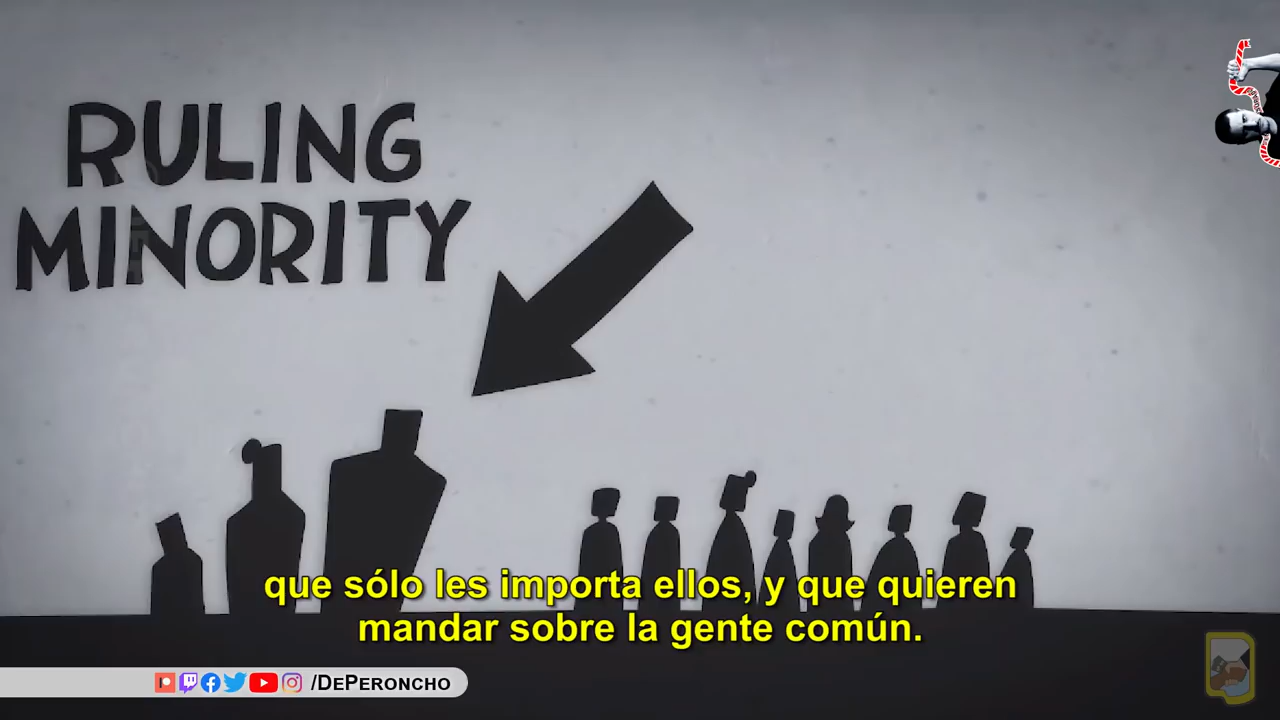 RULING
MINORITY
que sólo les importa ellos, y que quieren
mandar sobre la gente común.
/DePeroncho